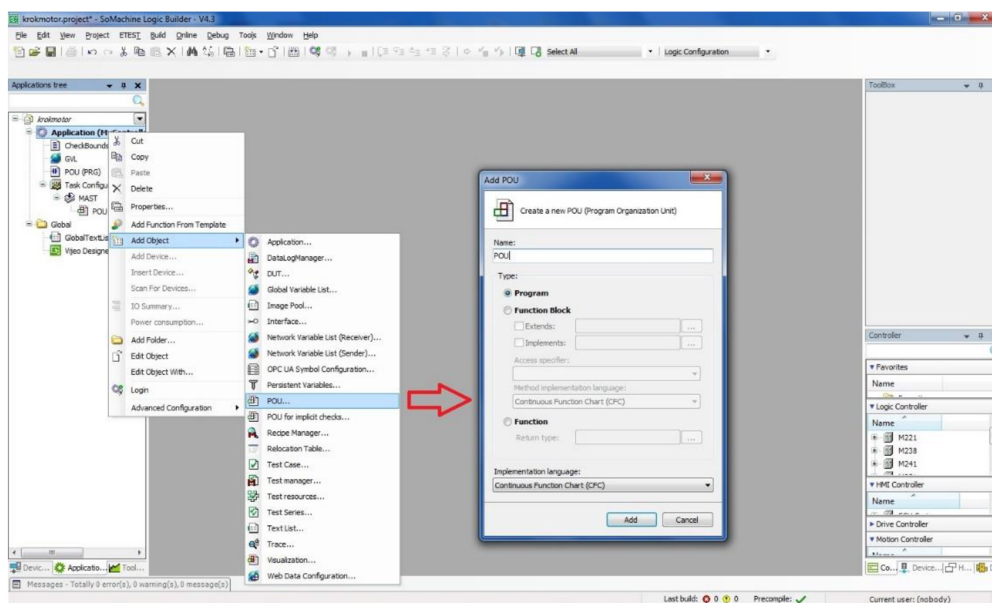 krokmotor.project* - SoMachine Logic Builder - V4.3
File Edit View Project ETEST Build Online Debug Tools Window Help
Select All
Logic Configuration
Applications tree
krokmotor
Application
CheckBounds
GVL
POU (PRG)
Task Configu
MAST
POU
Global
GlobalTextLis
Vijeo Designe
Cut
Copy
Paste
Delete
Properties...
Add Function From Template
Add Object
Add Device...
Insert Device...
Scan For Devices...
IO Summary...
Power consumption...
Add Folder...
Edit Object
Edit Object With...
Login
Advanced Configuration
Application...
DataLogManager...
DUT...
Global Variable List...
Image Pool...
Interface...
Network Variable List (Receiver)...
Network Variable List (Sender)...
OPC UA Symbol Configuration...
Persistent Variables...
POU...
POU for implicit checks...
Recipe Manager...
Relocation Table...
Test Case...
Test manager...
Test resources...
Test Series...
Text List...
Trace...
Visualization...
Web Data Configuration...
Add POU
Create a new POU (Program Organization Unit)
Name:
POU
Type:
Program
Function Block
Extends:
...
Implements:
...
Access specifier:
Method implementation language:
Continuous Function Chart (CFC)
Function
Return type:
...
Implementation language:
Continuous Function Chart (CFC)
Add
Cancel
ToolBox
Controller
Favorites
Name
Logic Controller
Name
M221
M238
M241
HMI Controller
Name
Drive Controller
Motion Controller
Devic...
Applicatio...
Tool...
Co...
Device...
H...
Messages - Totally 0 error(s), 0 warning(s), 0 message(s)
Last build: 0 0 Precompile: Current user: (nobody)